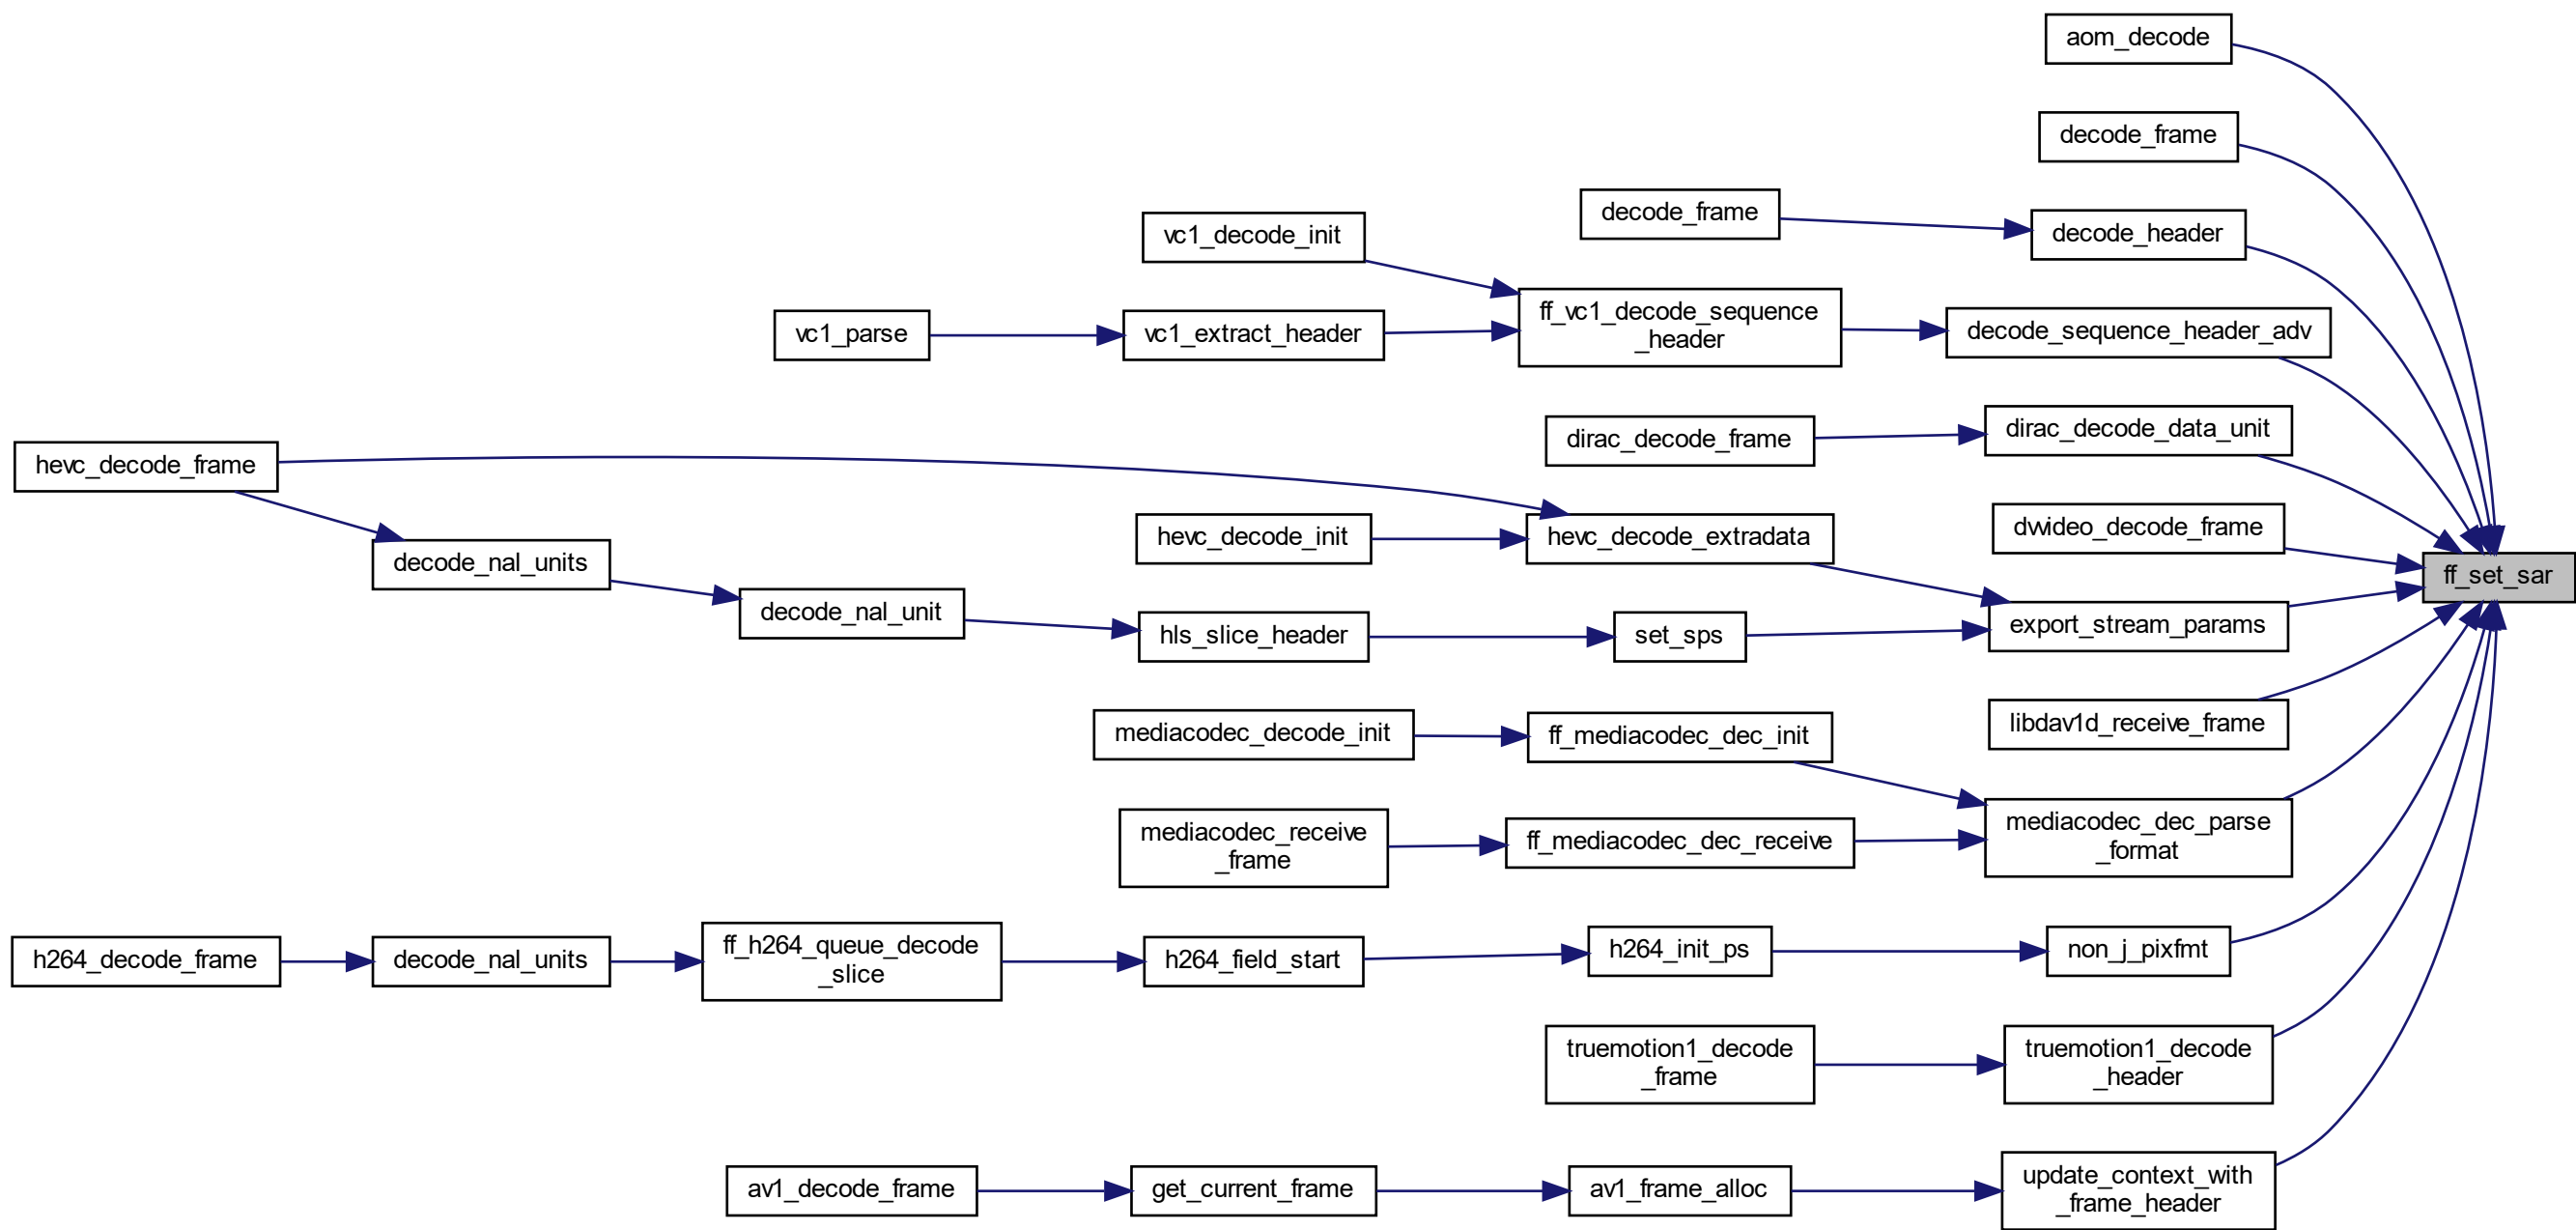 aom_decode
decode_frame
decode_frame
decode_header
vc1_decode_init
vc1_parse
vc1_extract_header
ff_vc1_decode_sequence
_header
decode_sequence_header_adv
dirac_decode_frame
dirac_decode_data_unit
hevc_decode_frame
hevc_decode_init
hevc_decode_extradata
dvvideo_decode_frame
decode_nal_units
ff_set_sar
decode_nal_unit
hls_slice_header
set_sps
export_stream_params
libdav1d_receive_frame
mediacodec_decode_init
ff_mediacodec_dec_init
mediacodec_receive
_frame
ff_mediacodec_dec_receive
mediacodec_dec_parse
_format
h264_decode_frame
decode_nal_units
ff_h264_queue_decode
_slice
h264_field_start
h264_init_ps
non_j_pixfmt
truemotion1_decode
_frame
truemotion1_decode
_header
av1_decode_frame
get_current_frame
av1_frame_alloc
update_context_with
_frame_header